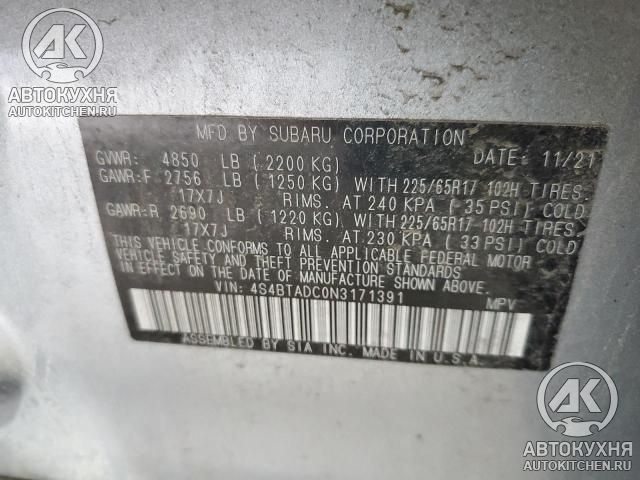 AK
АВТОКУХНЯ
AUTOKITCHEN.RU
MFD BY SUBARU CORPORATION
GVWR: 4850 LB (2200 KG) DATE: 11/21
GAWR:F 2756 LB (1250 KG) WITH 225/65R17 102H TIRES.
17X7J RIMS. AT 240 KPA (35 PSI) COLD
GAWR-R 2690 LB (1220 KG) WITH 225/65R17 102H TIRES.
17X7J RIMS. AT 230 KPA (33 PSI) COLD
THIS VEHICLE CONFORMS TO ALL APPLICABLE FEDERAL MOTOR
VEHICLE SAFETY AND THEFT PREVENTION STANDARDS
IN EFFECT ON THE DATE OF MANUFACTURE SHOWN ABOVE.
VIN: 4S4BTADC0N3171391 MPV
ASSEMBLED BY SIA INC. MADE IN U.S.A.
AK
АВТОКУХНЯ
AUTOKITCHEN.RU